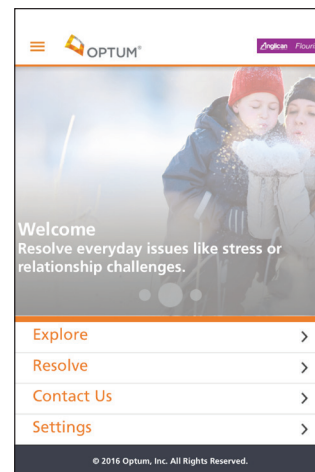 OPTUM®
Anglican
Welcome
Resolve everyday issues like stress or
relationship challenges.
Explore
Resolve
Contact Us
Settings
© 2016 Optum, Inc. All Rights Reserved.